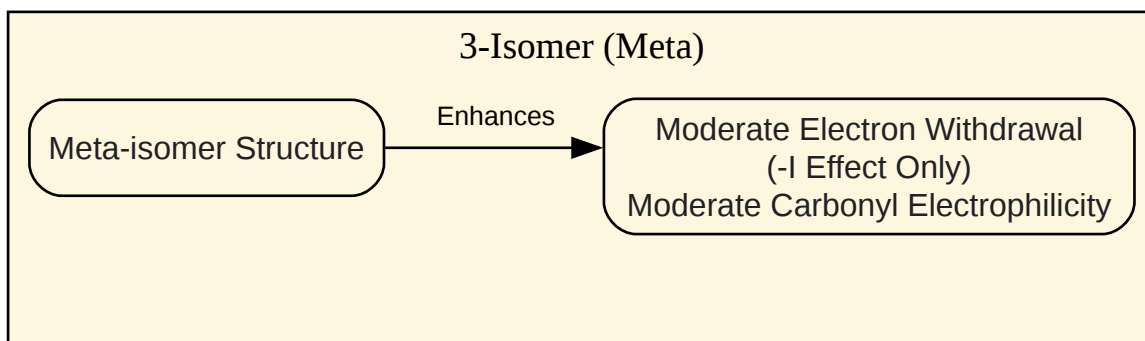 3-Isomer (Meta)
Meta-isomer Structure
Enhances
Moderate Electron Withdrawal
(-I Effect Only)
Moderate Carbonyl Electrophilicity